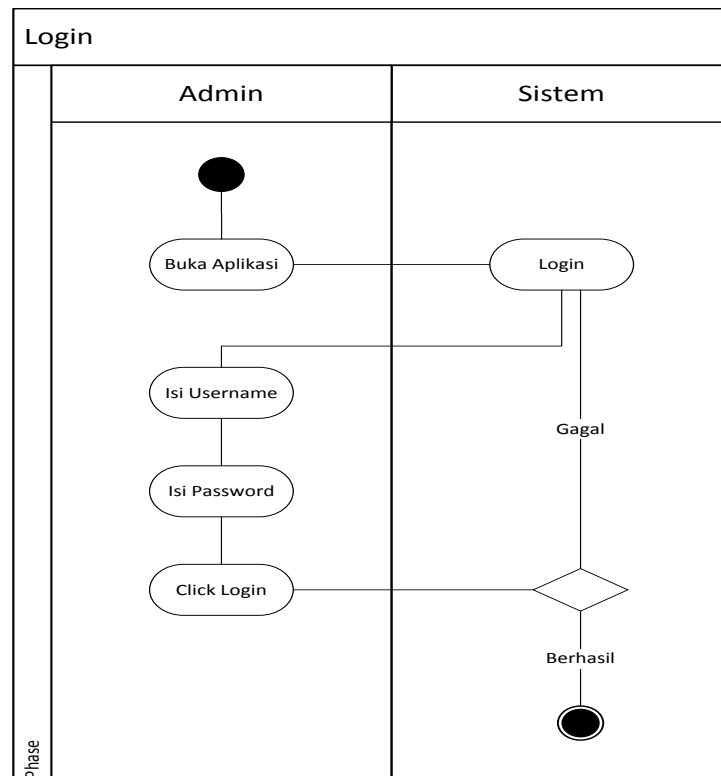 Login
Admin
Sistem
Buka Aplikasi
Login
Isi Username
Gagal
Isi Password
Click Login
Berhasil
Phase